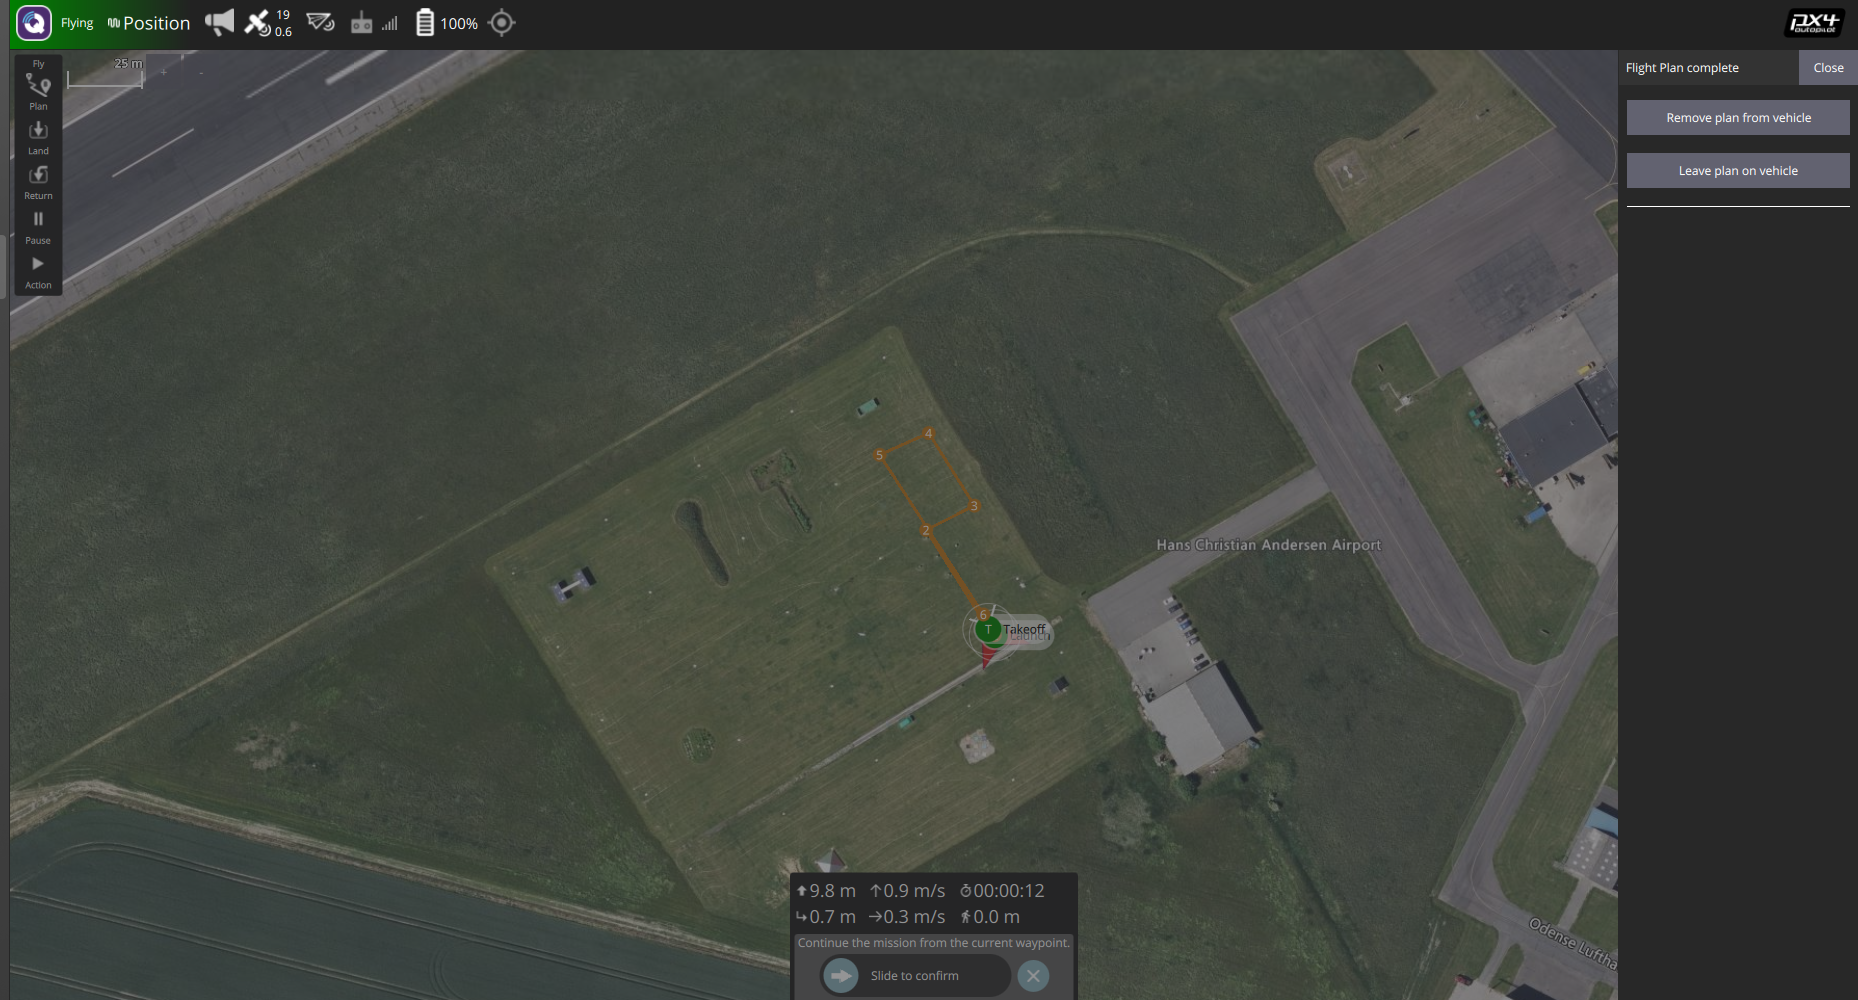 Flying
Position
19
0.6
100%
px4
autopilot
Fly
Plan
Land
Return
Pause
Action
25 m
Flight Plan complete
Close
Remove plan from vehicle
Leave plan on vehicle
4
5
3
2
6
T
Takeoff
Launch
Hans Christian Andersen Airport
Odense Luftha
9.8 m 0.9 m/s 00:00:12
0.7 m 0.3 m/s 0.0 m
Continue the mission from the current waypoint.
Slide to confirm